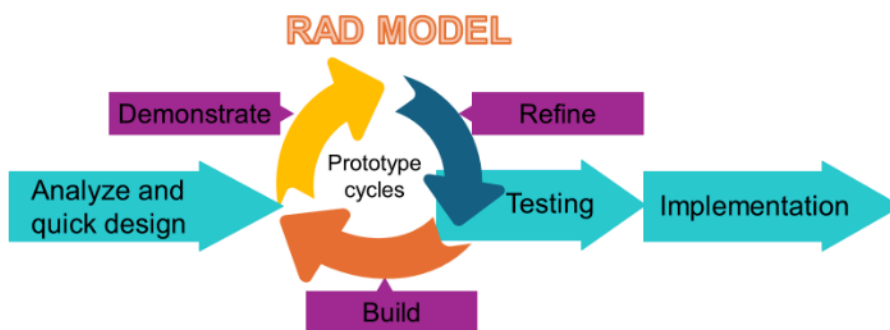 RAD MODEL
Demonstrate
Refine
Prototype
cycles
Analyze and
quick design
Testing
Implementation
Build